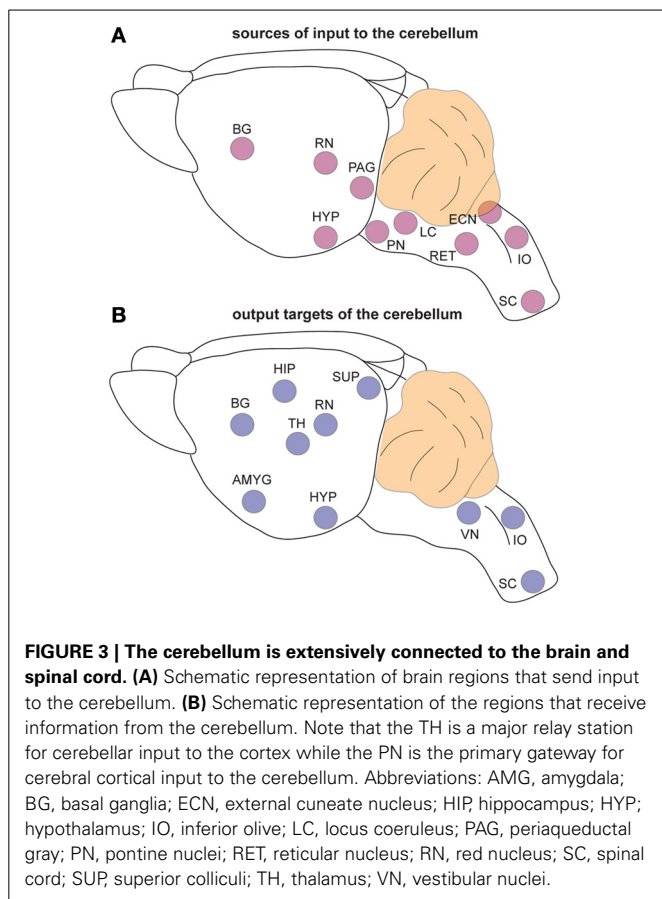 A sources of input to the cerebellum
BG
RN
PAG
HYP
PN
LC
ECN
RET
IO
SC
B output targets of the cerebellum
HIP
SUP
BG
TH
RN
AMYG
HYP
VN
IO
SC
FIGURE 3 | The cerebellum is extensively connected to the brain and
spinal cord. (A) Schematic representation of brain regions that send input
to the cerebellum. (B) Schematic representation of the regions that receive
information from the cerebellum. Note that the TH is a major relay station
for cerebellar input to the cortex while the PN is the primary gateway for
cerebral cortical input to the cerebellum. Abbreviations: AMG, amygdala;
BG, basal ganglia; ECN, external cuneate nucleus; HIP, hippocampus; HYP;
hypothalamus; IO, inferior olive; LC, locus coeruleus; PAG, periaqueductal
gray; PN, pontine nuclei; RET, reticular nucleus; RN, red nucleus; SC, spinal
cord; SUP, superior colliculi; TH, thalamus; VN, vestibular nuclei.